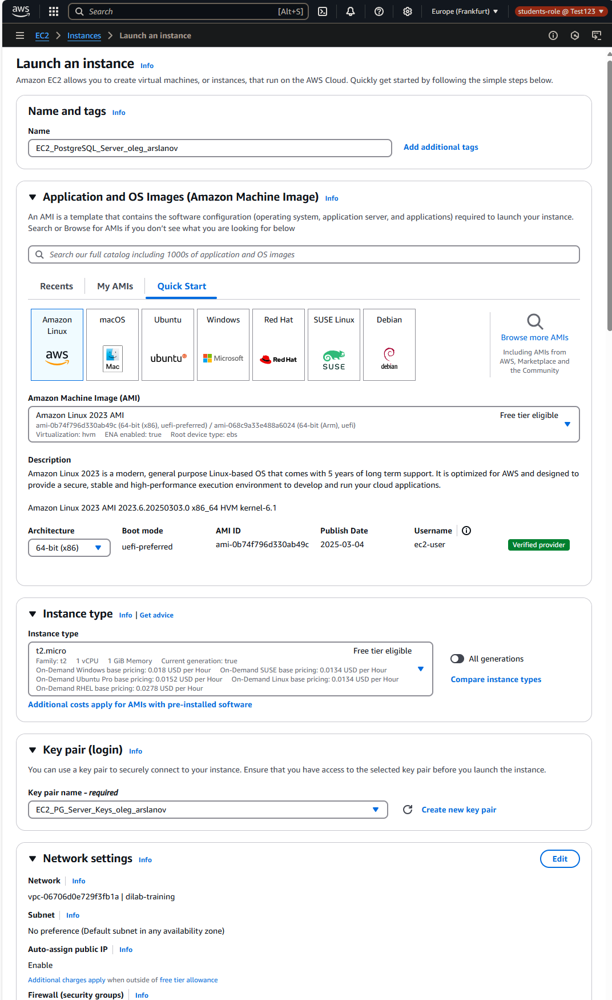 aws
Search [Alt+S]
Europe (Frankfurt)
students-role @ Test123
EC2 Instances Launch an instance
Launch an instance Info
Amazon EC2 allows you to create virtual machines, or instances, that run on the AWS Cloud. Quickly get started by following the simple steps below.
Name and tags Info
Name
EC2_PostgreSQL_Server_oleg_arslanov
Add additional tags
Application and OS Images (Amazon Machine Image) Info
An AMI is a template that contains the software configuration (operating system, application server, and applications) required to launch your instance.
Search or Browse for AMIs if you don’t see what you are looking for below
Search our full catalog including 1000s of application and OS images
Recents My AMIs Quick Start
Amazon
Linux
aws
macOS
Mac
Ubuntu
ubuntu
Windows
Microsoft
Red Hat
Red Hat
SUSE Linux
SUSE
Debian
debian
Browse more AMIs
Including AMIs from
AWS, Marketplace and
the Community
Amazon Machine Image (AMI)
Amazon Linux 2023 AMI Free tier eligible
ami-0b74f796d330ab49c (64-bit (x86), uefi-preferred) / ami-068c9a33e488a6024 (64-bit (Arm), uefi)
Virtualization: hvm ENA enabled: true Root device type: ebs
Description
Amazon Linux 2023 is a modern, general purpose Linux-based OS that comes with 5 years of long term support. It is optimized for AWS and designed to
provide a secure, stable and high-performance execution environment to develop and run your cloud applications.
Amazon Linux 2023 AMI 2023.6.20250303.0 x86_64 HVM kernel-6.1
Architecture Boot mode AMI ID Publish Date Username
64-bit (x86) uefi-preferred ami-0b74f796d330ab49c 2025-03-04 ec2-user Verified provider
Instance type Info | Get advice
Instance type
t2.micro Free tier eligible
Family: t2 1 vCPU 1 GiB Memory Current generation: true
On-Demand Windows base pricing: 0.018 USD per Hour On-Demand SUSE base pricing: 0.0134 USD per Hour
On-Demand Ubuntu Pro base pricing: 0.0152 USD per Hour On-Demand Linux base pricing: 0.0134 USD per Hour
On-Demand RHEL base pricing: 0.0278 USD per Hour
All generations
Compare instance types
Additional costs apply for AMIs with pre-installed software
Key pair (login) Info
You can use a key pair to securely connect to your instance. Ensure that you have access to the selected key pair before you launch the instance.
Key pair name - required
EC2_PG_Server_Keys_oleg_arslanov
Create new key pair
Network settings Info
Edit
Network Info
vpc-06706d0e729f3fb1a | dilab-training
Subnet Info
No preference (Default subnet in any availability zone)
Auto-assign public IP Info
Enable
Additional charges apply when outside of free tier allowance
Firewall (security groups) Info